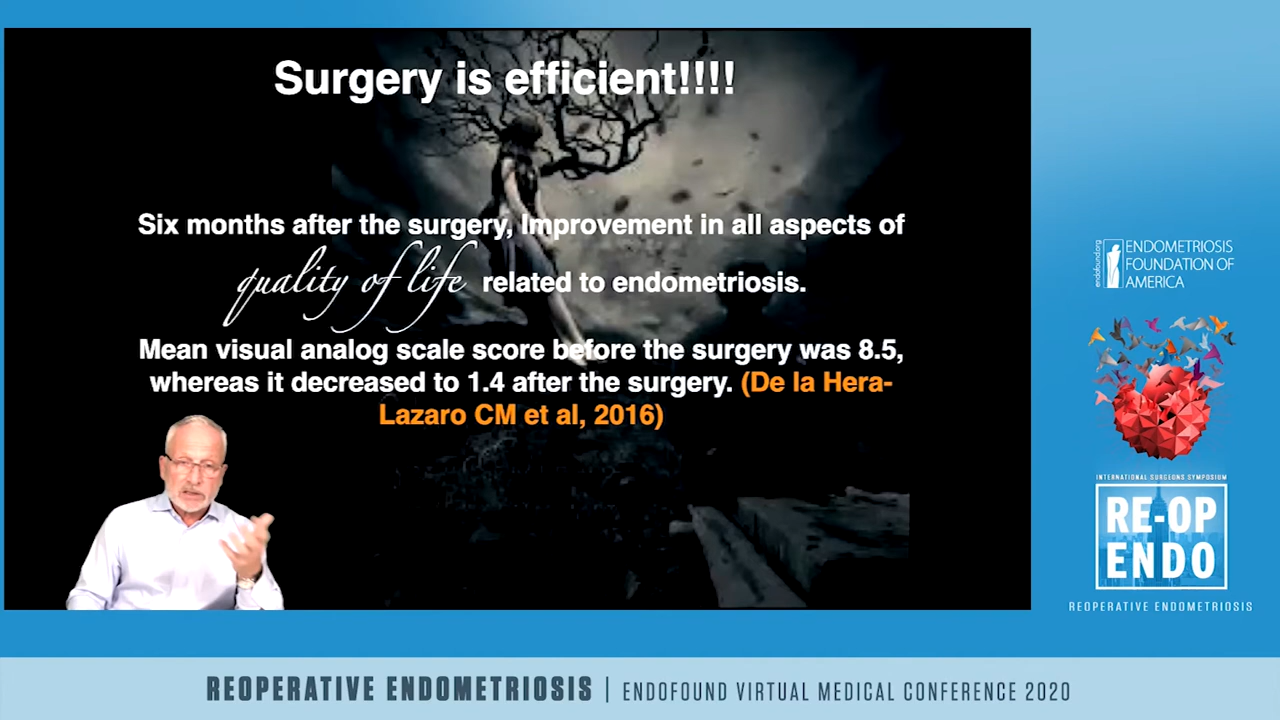 Surgery is efficient!!!!
Six months after the surgery, Improvement in all aspects of
quality of life related to endometriosis.
Mean visual analog scale score before the surgery was 8.5,
whereas it decreased to 1.4 after the surgery. (De la Hera-
Lazaro CM et al, 2016)
endofound.org
ENDOMETRIOSIS
FOUNDATION OF
AMERICA
INTERNATIONAL SURGEONS SYMPOSIUM
RE-OP
ENDO
REOPERATIVE ENDOMETRIOSIS
REOPERATIVE ENDOMETRIOSIS | ENDOFOUND VIRTUAL MEDICAL CONFERENCE 2020